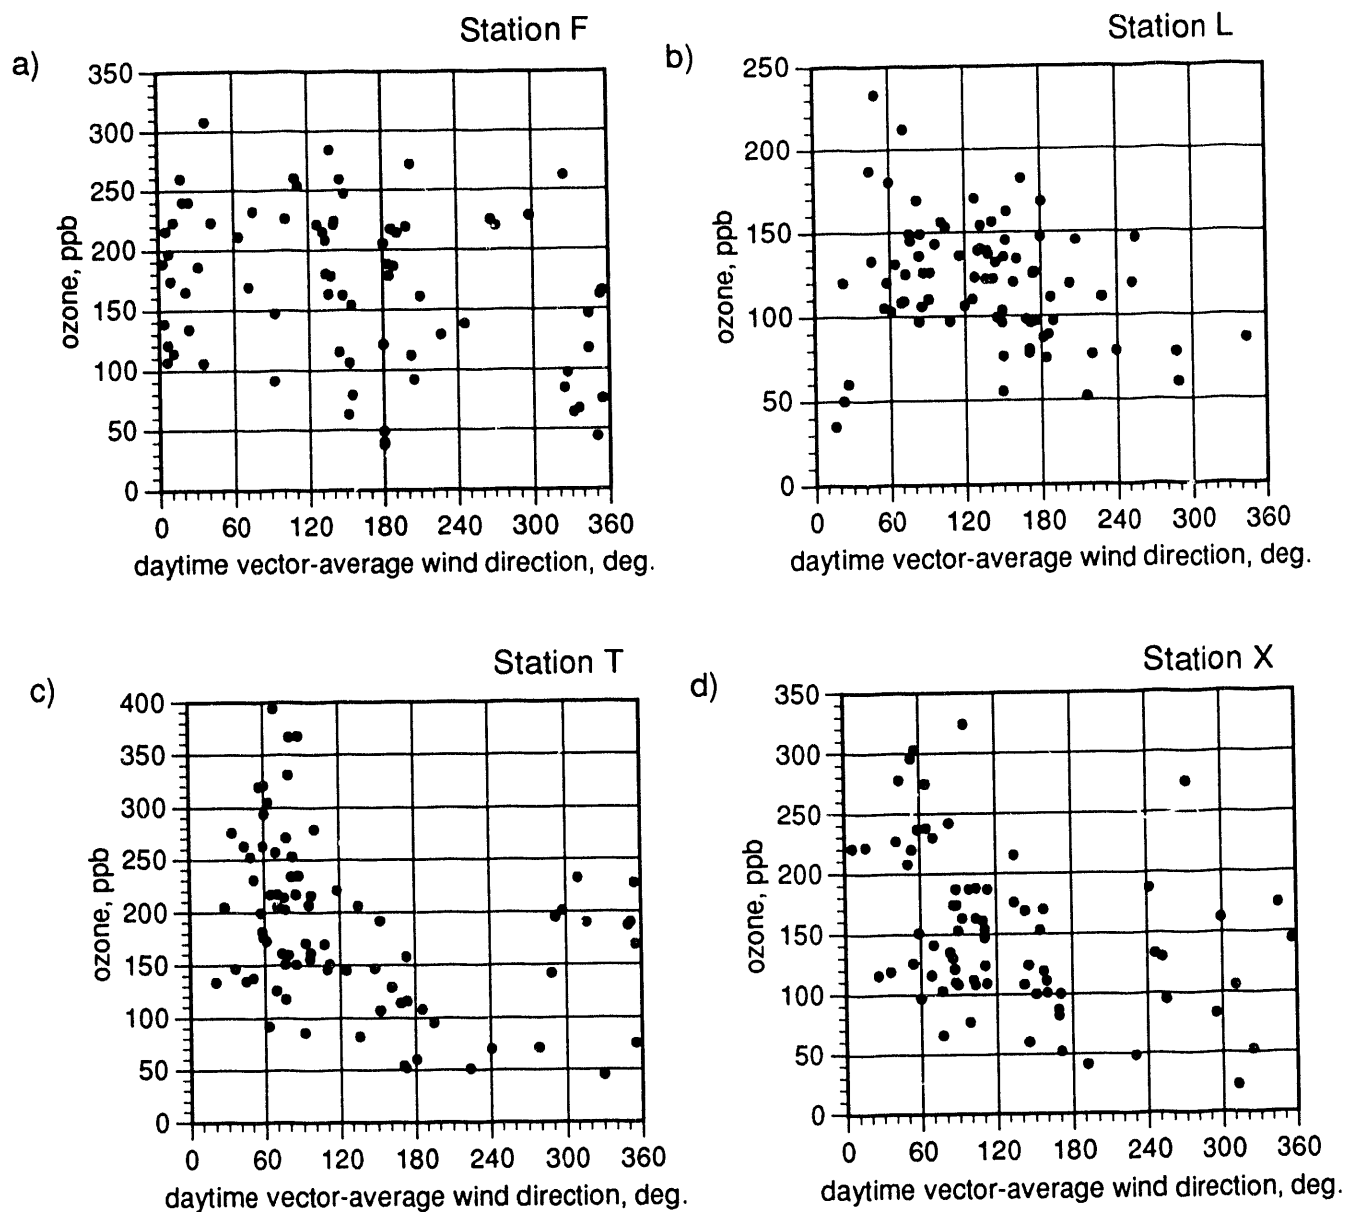 Station F
a)
350
300
250
200
150
100
50
0
ozone, ppb
0 60 120 180 240 300 360
daytime vector-average wind direction, deg.
Station L
b)
250
200
150
100
50
0
ozone, ppb
0 60 120 180 240 300 360
daytime vector-average wind direction, deg.
Station T
c)
400
350
300
250
200
150
100
50
0
ozone, ppb
0 60 120 180 240 300 360
daytime vector-average wind direction, deg.
Station X
d)
350
300
250
200
150
100
50
0
ozone, ppb
0 60 120 180 240 300 360
daytime vector-average wind direction, deg.